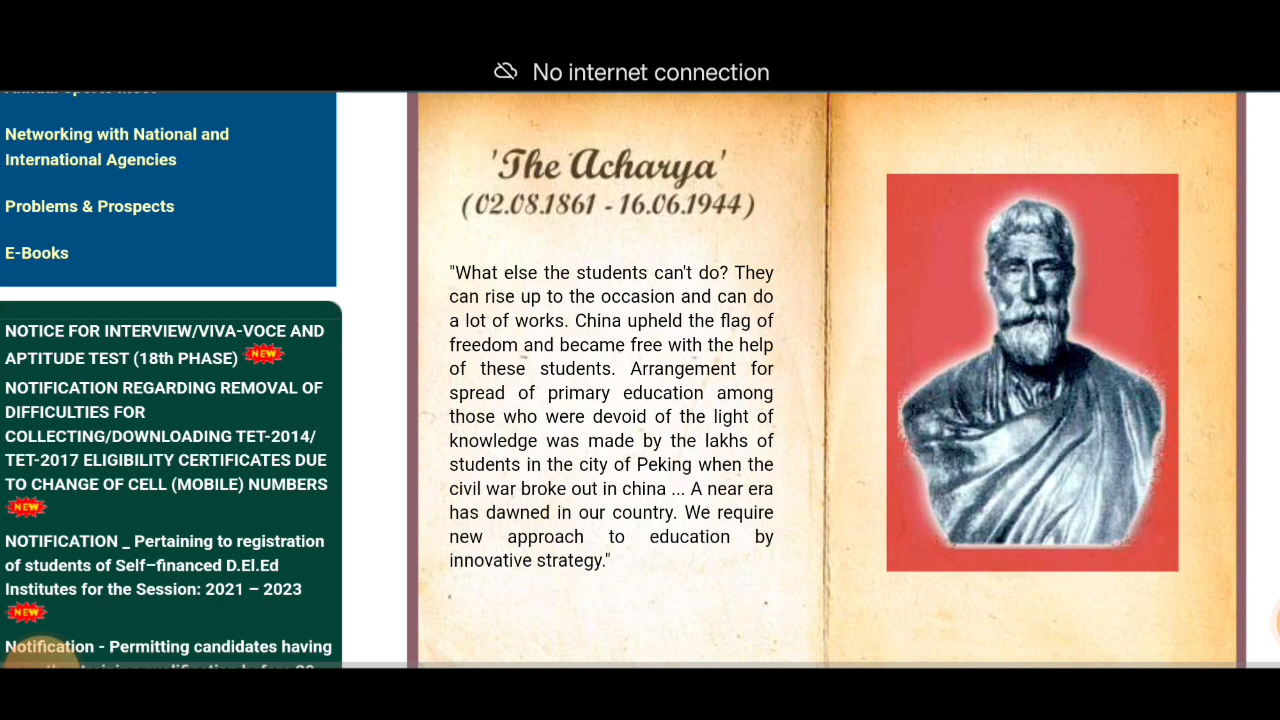 No internet connection
Annual Sports Meet
Networking with National and
International Agencies
Problems & Prospects
E-Books
NOTICE FOR INTERVIEW/VIVA-VOCE AND
APTITUDE TEST (18th PHASE) NEW
NOTIFICATION REGARDING REMOVAL OF
DIFFICULTIES FOR
COLLECTING/DOWNLOADING TET-2014/
TET-2017 ELIGIBILITY CERTIFICATES DUE
TO CHANGE OF CELL (MOBILE) NUMBERS
NEW
NOTIFICATION _ Pertaining to registration
of students of Self–financed D.El.Ed
Institutes for the Session: 2021 – 2023
NEW
Notification - Permitting candidates having
'The Acharya'
(02.08.1861 - 16.06.1944)
"What else the students can't do? They
can rise up to the occasion and can do
a lot of works. China upheld the flag of
freedom and became free with the help
of these students. Arrangement for
spread of primary education among
those who were devoid of the light of
knowledge was made by the lakhs of
students in the city of Peking when the
civil war broke out in china ... A near era
has dawned in our country. We require
new approach to education by
innovative strategy."